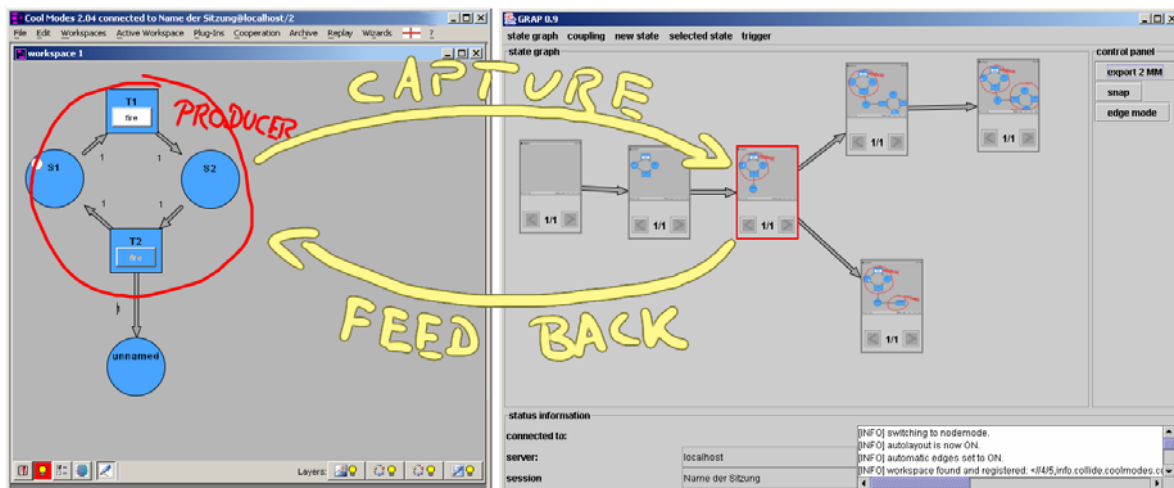 Cool Modes 2.04 connected to Name der Sitzung@localhost/2
File Edit Workspaces Active Workspace Plug-Ins Cooperation Archive Replay Wizards ?
workspace 1
T1
fire
PRODUCER
S1
S2
1
1
1
1
T2
fire
unnamed
Layers:
CAPTURE
FEED BACK
GRAP 0.9
state graph coupling new state selected state trigger
state graph
control panel
export 2 MM
snap
edge mode
1/1
1/1
1/1
1/1
1/1
1/1
status information
connected to:
server:
localhost
session
Name der Sitzung
[INFO] switching to nodemode.
[INFO] autolayout is now ON.
[INFO] automatic edges set to ON.
[INFO] workspace found and registered: <//4/5,info.collide.coolmodes.c